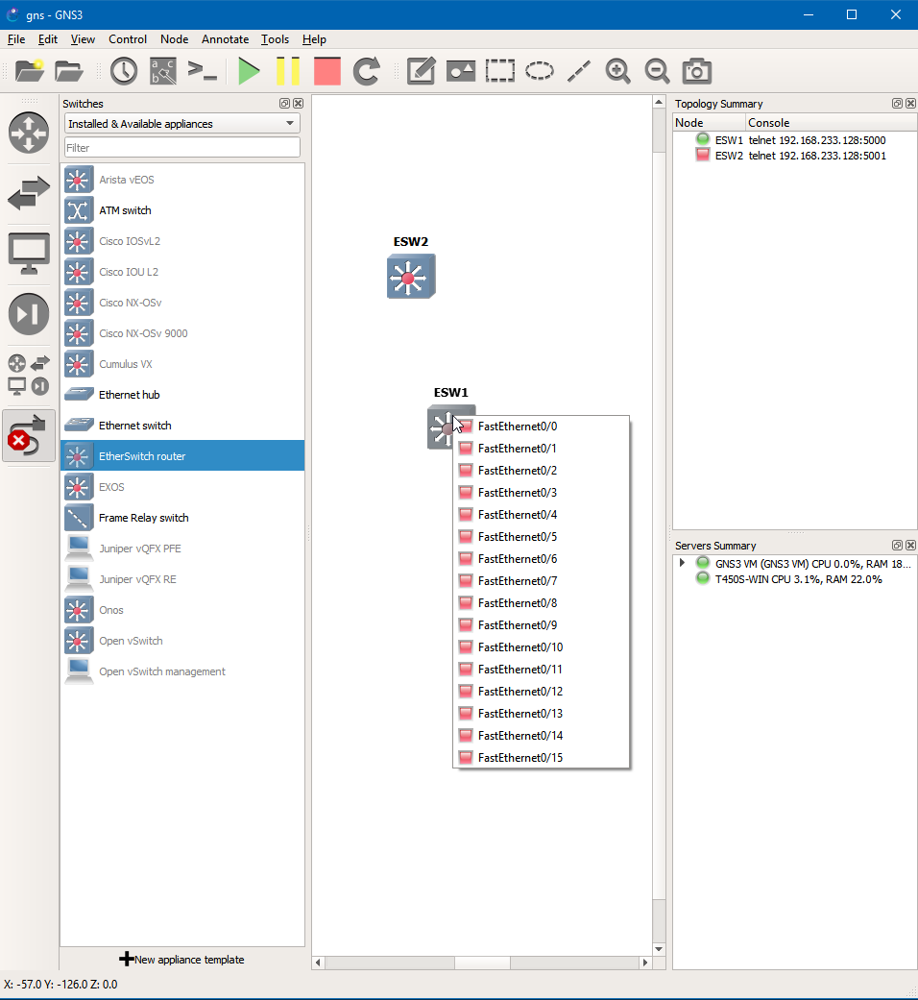 gns - GNS3
File Edit View Control Node Annotate Tools Help
Switches
Installed & Available appliances
Filter
Arista vEOS
ATM switch
Cisco IOSvL2
Cisco IOU L2
Cisco NX-OSv
Cisco NX-OSv 9000
Cumulus VX
Ethernet hub
Ethernet switch
EtherSwitch router
EXOS
Frame Relay switch
Juniper vQFX PFE
Juniper vQFX RE
Onos
Open vSwitch
Open vSwitch management
New appliance template
ESW2
ESW1
FastEthernet0/0
FastEthernet0/1
FastEthernet0/2
FastEthernet0/3
FastEthernet0/4
FastEthernet0/5
FastEthernet0/6
FastEthernet0/7
FastEthernet0/8
FastEthernet0/9
FastEthernet0/10
FastEthernet0/11
FastEthernet0/12
FastEthernet0/13
FastEthernet0/14
FastEthernet0/15
Topology Summary
Node Console
ESW1 telnet 192.168.233.128:5000
ESW2 telnet 192.168.233.128:5001
Servers Summary
GNS3 VM (GNS3 VM) CPU 0.0%, RAM 18...
T450S-WIN CPU 3.1%, RAM 22.0%
X: -57.0 Y: -126.0 Z: 0.0